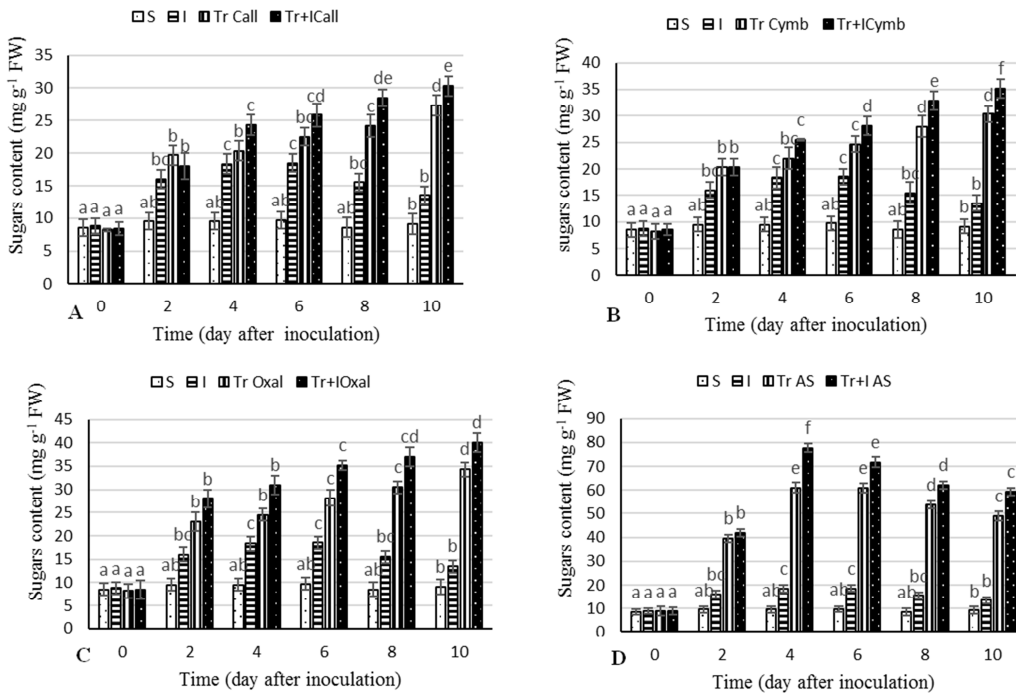 S I Tr Call Tr+ICall
Sugars content (mg g-1 FW)
35
30
25
20
15
10
5
0
a a a a
ab bc b b
ab c b c
ab c bc cd
ab bc c de
b b d e
0 2 4 6 8 10
A
Time (day after inoculation)
S I Tr Cymb Tr+ICymb
sugars content (mg g-1 FW)
40
35
30
25
20
15
10
5
0
a a a a
ab bc b b
ab c bc c
ab c c d
ab bc d e
b b d f
0 2 4 6 8 10
B
Time (day after inoculation)
S I Tr Oxal Tr+IOxal
Sugars content (mg g-1 FW)
45
40
35
30
25
20
15
10
5
0
a a a a
ab bc b b
ab c b b
ab c c c
ab bc c cd
b b d d
0 2 4 6 8 10
C
Time (day after inoculation)
S I Tr AS Tr+I AS
Sugars content (mg g-1 FW)
90
80
70
60
50
40
30
20
10
0
a a a a
ab bc b b
ab c e f
ab c e e
ab bc d d
b b c c
0 2 4 6 8 10
D
Time (day after inoculation)